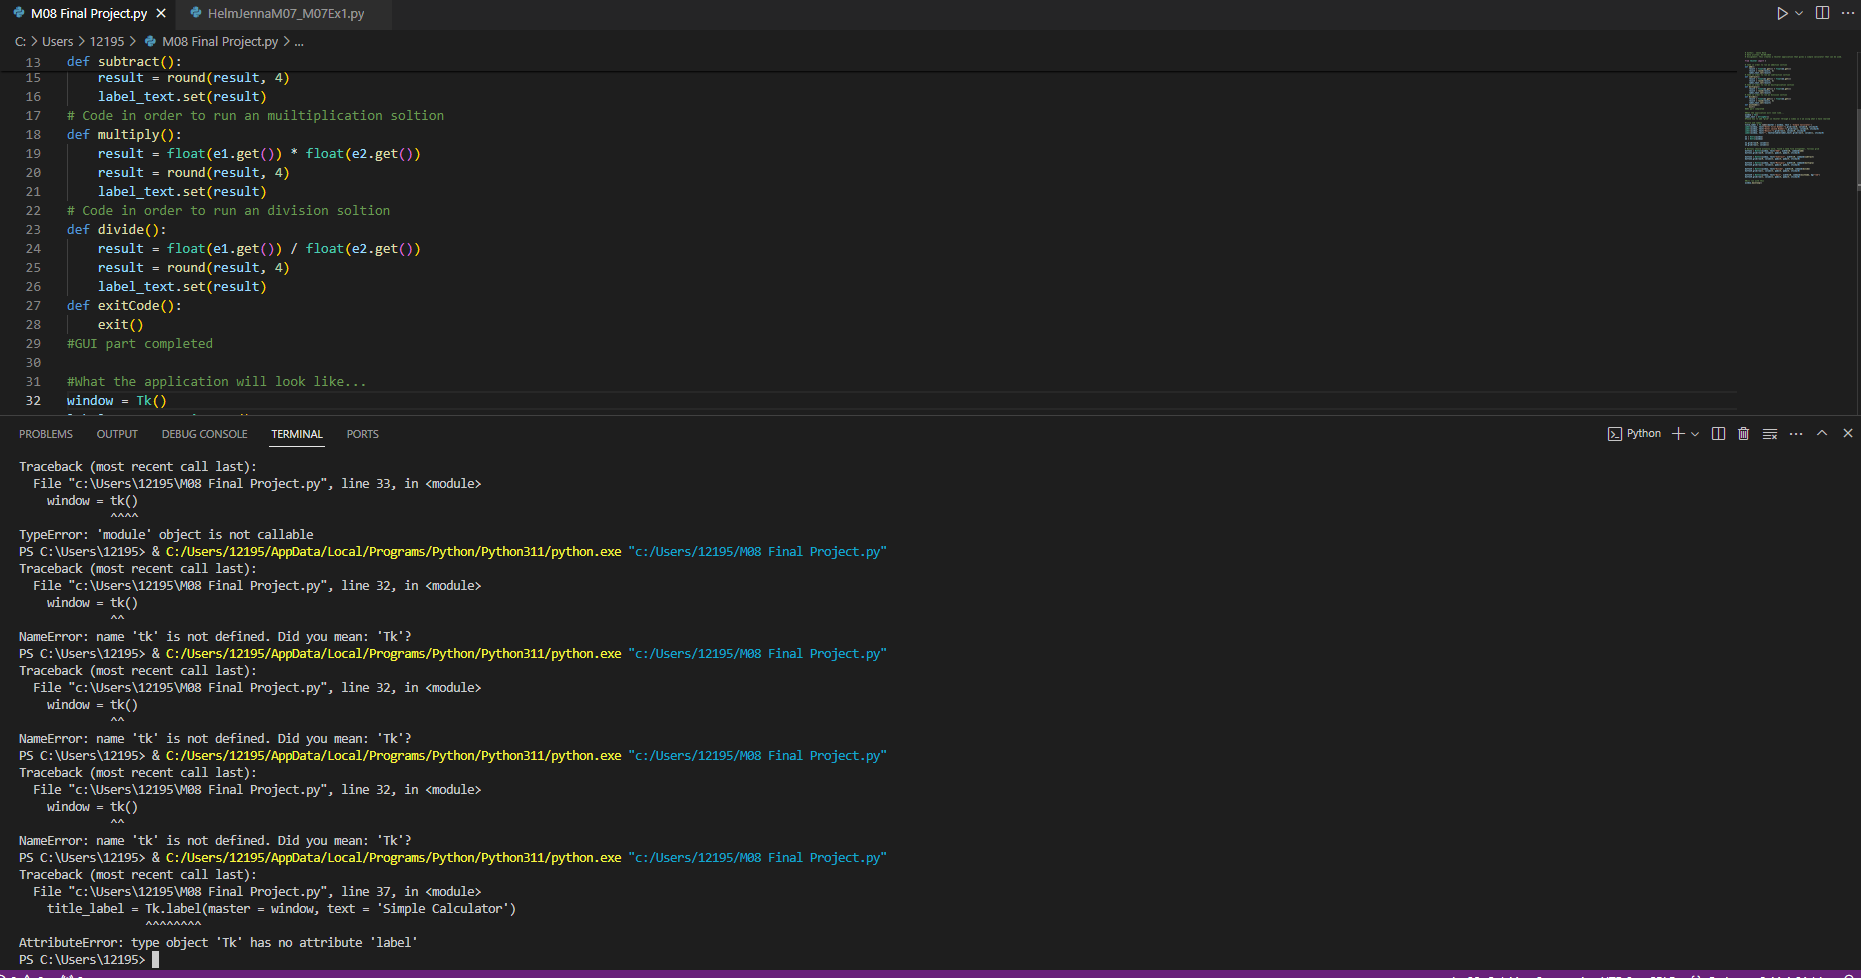 M08 Final Project.py
HelmJennaM07_M07Ex1.py
C: > Users > 12195 > M08 Final Project.py > ...
13 def subtract():
15 result = round(result, 4)
16 label_text.set(result)
17 # Code in order to run an muiltiplication soltion
18 def multiply():
19 result = float(e1.get()) * float(e2.get())
20 result = round(result, 4)
21 label_text.set(result)
22 # Code in order to run an division soltion
23 def divide():
24 result = float(e1.get()) / float(e2.get())
25 result = round(result, 4)
26 label_text.set(result)
27 def exitCode():
28 exit()
29 #GUI part completed
30
31 #What the application will look like...
32 window = Tk()
PROBLEMS OUTPUT DEBUG CONSOLE TERMINAL PORTS Python
Traceback (most recent call last):
File "c:\Users\12195\M08 Final Project.py", line 33, in <module>
window = tk()
^^^^
TypeError: 'module' object is not callable
PS C:\Users\12195> & C:/Users/12195/AppData/Local/Programs/Python/Python311/python.exe "c:/Users/12195/M08 Final Project.py"
Traceback (most recent call last):
File "c:\Users\12195\M08 Final Project.py", line 32, in <module>
window = tk()
^^
NameError: name 'tk' is not defined. Did you mean: 'Tk'?
PS C:\Users\12195> & C:/Users/12195/AppData/Local/Programs/Python/Python311/python.exe "c:/Users/12195/M08 Final Project.py"
Traceback (most recent call last):
File "c:\Users\12195\M08 Final Project.py", line 32, in <module>
window = tk()
^^
NameError: name 'tk' is not defined. Did you mean: 'Tk'?
PS C:\Users\12195> & C:/Users/12195/AppData/Local/Programs/Python/Python311/python.exe "c:/Users/12195/M08 Final Project.py"
Traceback (most recent call last):
File "c:\Users\12195\M08 Final Project.py", line 32, in <module>
window = tk()
^^
NameError: name 'tk' is not defined. Did you mean: 'Tk'?
PS C:\Users\12195> & C:/Users/12195/AppData/Local/Programs/Python/Python311/python.exe "c:/Users/12195/M08 Final Project.py"
Traceback (most recent call last):
File "c:\Users\12195\M08 Final Project.py", line 37, in <module>
title_label = Tk.label(master = window, text = 'Simple Calculator')
^^^^^^^^
AttributeError: type object 'Tk' has no attribute 'label'
PS C:\Users\12195>